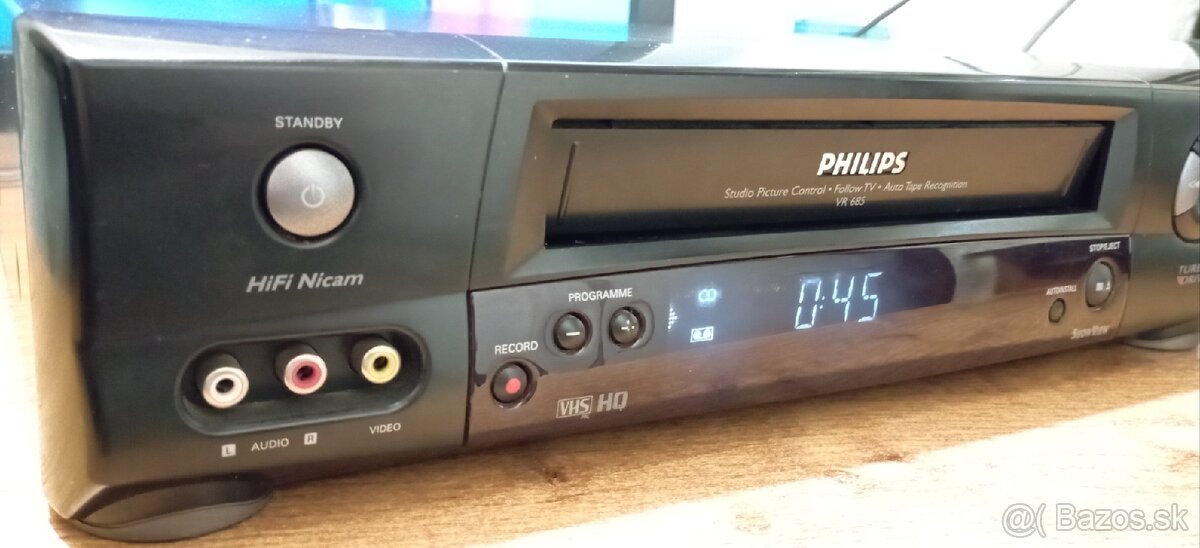 STANDBY
HiFi Nicam
L AUDIO R
VIDEO
PHILIPS
Studio Picture Control • Follow TV • Auto Tape Recognition
VR 685
PROGRAMME
RECORD
0:45
VHS HQ
STOP/EJECT
AUTOINSTALL
ShowView
@( Bazos.sk